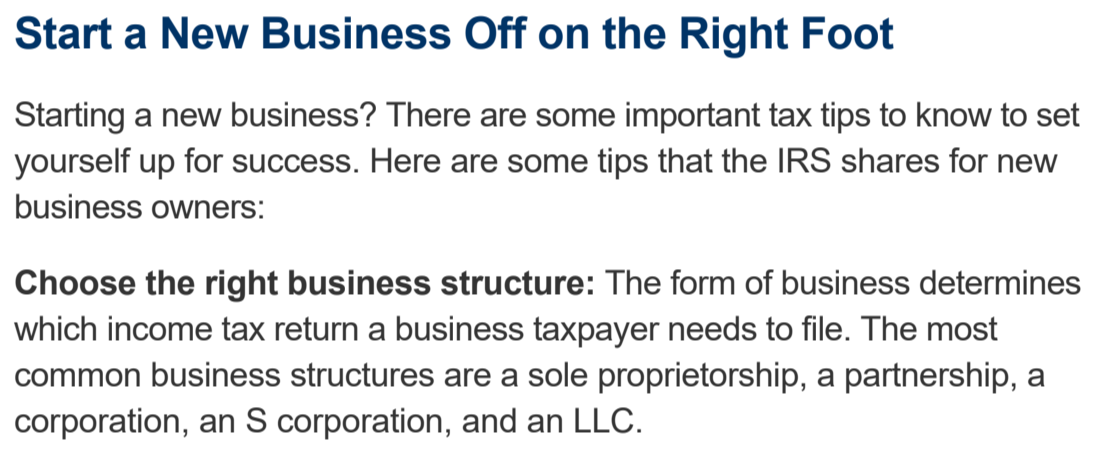 Start a New Business Off on the Right Foot
Starting a new business? There are some important tax tips to know to set
yourself up for success. Here are some tips that the IRS shares for new
business owners:
Choose the right business structure: The form of business determines
which income tax return a business taxpayer needs to file. The most
common business structures are a sole proprietorship, a partnership, a
corporation, an S corporation, and an LLC.